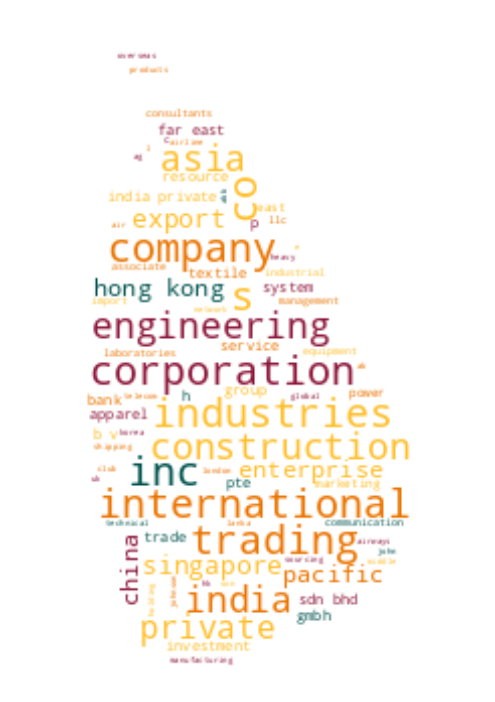 overseas
products
consultants
far east
c airline
l
ag
asia
resource
india private
co
east
export
air
p llc
company
heavy
associate
textile industrial
hong kong s system
import
management
network
engineering
service
laboratories
equipment
corporation
group
power
bank telecom h global
apparel industries
b v korea
shipping
construction
club
inc london enterprise
uk
pte marketing
international
technical lanka communication
trade trading airways
john
china
sourcing
singapore middle
pacific
hk
india
johnson
sdn bhd
gmbh
private
investment
manufacturing